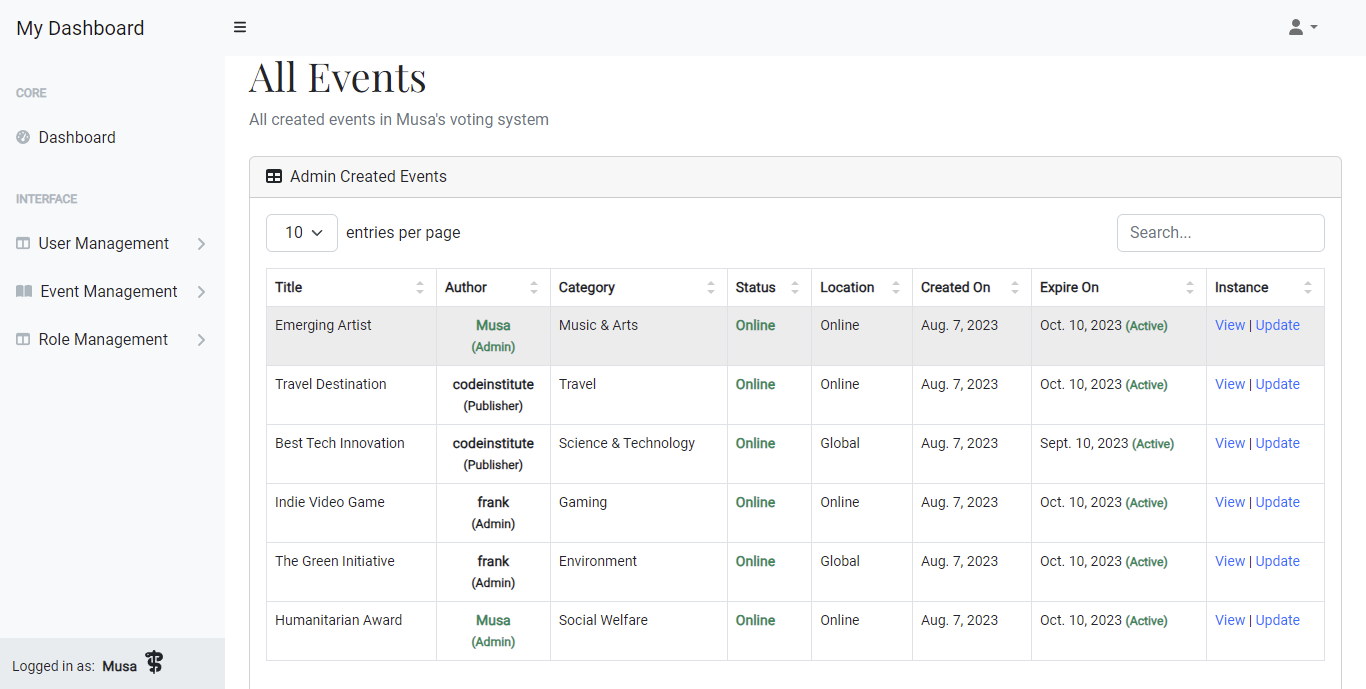 My Dashboard
CORE
Dashboard
INTERFACE
User Management
Event Management
Role Management
Logged in as: Musa
All Events
All created events in Musa's voting system
Admin Created Events
10 entries per page Search...
Title Author Category Status Location Created On Expire On Instance
Emerging Artist Musa Music & Arts Online Online Aug. 7, 2023 Oct. 10, 2023 (Active) View | Update
(Admin)
Travel Destination codeinstitute Travel Online Online Aug. 7, 2023 Oct. 10, 2023 (Active) View | Update
(Publisher)
Best Tech Innovation codeinstitute Science & Technology Online Global Aug. 7, 2023 Sept. 10, 2023 (Active) View | Update
(Publisher)
Indie Video Game frank Gaming Online Online Aug. 7, 2023 Oct. 10, 2023 (Active) View | Update
(Admin)
The Green Initiative frank Environment Online Global Aug. 7, 2023 Oct. 10, 2023 (Active) View | Update
(Admin)
Humanitarian Award Musa Social Welfare Online Online Aug. 7, 2023 Oct. 10, 2023 (Active) View | Update
(Admin)